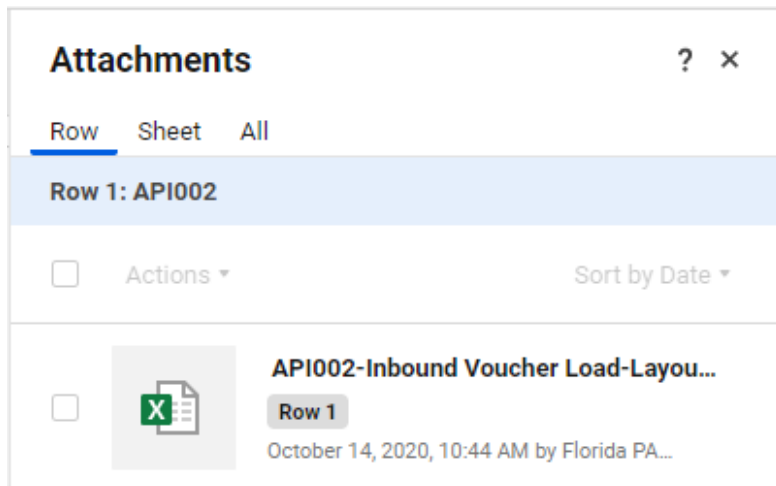 Attachments ? ×
Row Sheet All
Row 1: API002
Actions Sort by Date
API002-Inbound Voucher Load-Layou...
Row 1
October 14, 2020, 10:44 AM by Florida PA...